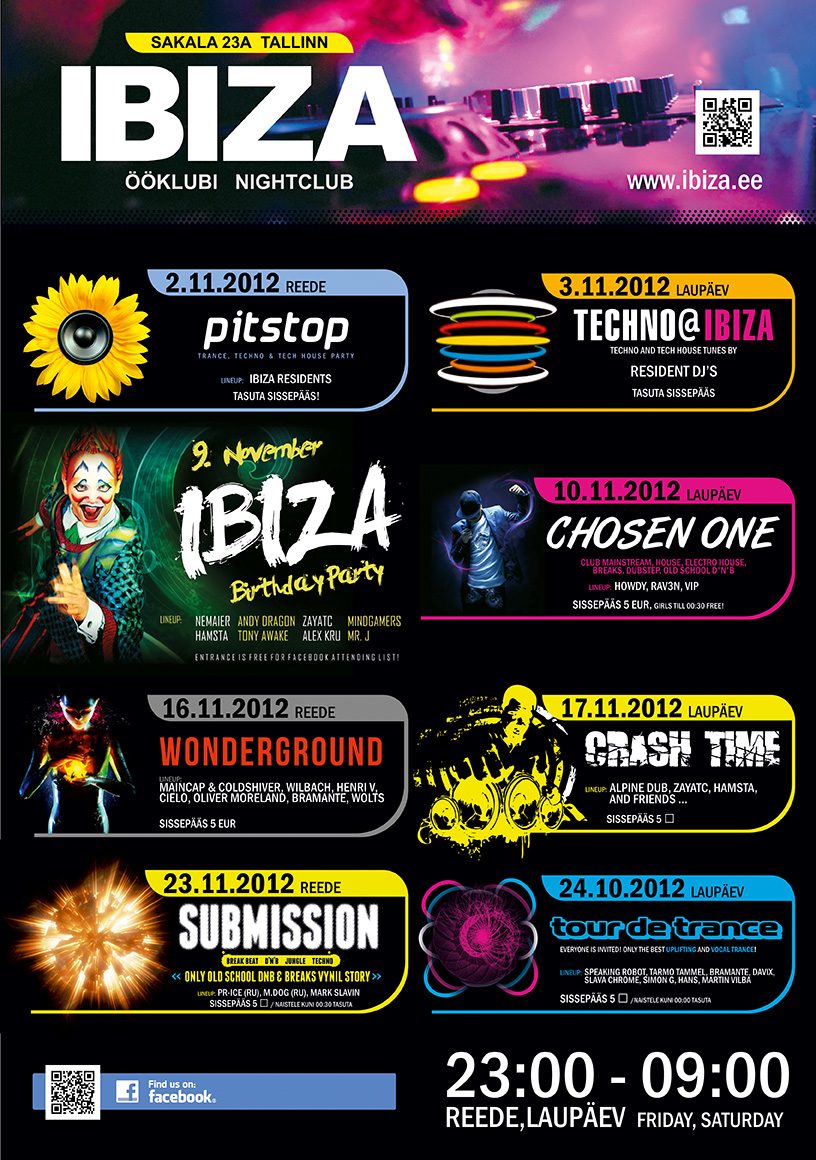 SAKALA 23A TALLINN
IBIZA
ÖÖKLUBI NIGHTCLUB
www.ibiza.ee
2.11.2012 REEDE
pitstop
TRANCE, TECHNO & TECH HOUSE PARTY
LINEUP: IBIZA RESIDENTS
TASUTA SISSEPÄÄS!
3.11.2012 LAUPÄEV
TECHNO@IBIZA
TECHNO AND TECH HOUSE TUNES BY
RESIDENT DJ'S
TASUTA SISSEPÄÄS
9. November
IBIZA
Birthday Party
LINEUP: NEMAIER ANDY DRAGON ZAYATC MINDGAMERS
HAMSTA TONY AWAKE ALEX KRU MR. J
ENTRANCE IS FREE FOR FACEBOOK ATTENDING LIST!
10.11.2012 LAUPÄEV
CHOSEN ONE
CLUB MAINSTREAM, HOUSE, ELECTRO HOUSE,
BREAKS, DUBSTEP, OLD SCHOOL D'N'B
LINEUP: HOWDY, RAV3N, VIP
SISSEPÄÄS 5 EUR, GIRLS TILL 00:30 FREE!
16.11.2012 REEDE
WONDERGROUND
LINEUP:
MAINCAP & COLDSHIVER, WILBACH, HENRI V,
CIELO, OLIVER MORELAND, BRAMANTE, WOLTS
SISSEPÄÄS 5 EUR
17.11.2012 LAUPÄEV
CRASH TIME
LINEUP: ALPINE DUB, ZAYATC, HAMSTA,
AND FRIENDS ...
SISSEPÄÄS 5 □
23.11.2012 REEDE
SUBMISSION
BREAK BEAT D'N'B JUNGLE TECHNO
<< ONLY OLD SCHOOL DNB & BREAKS VYNIL STORY >>
LINEUP: PR-ICE (RU), M.DOG (RU), MARK SLAVIN
SISSEPÄÄS 5 □ / NAISTELE KUNI 00:30 TASUTA
24.10.2012 LAUPÄEV
tour de trance
EVERYONE IS INVITED! ONLY THE BEST UPLIFTING AND VOCAL TRANCE!
LINEUP: SPEAKING ROBOT, TARMO TAMMEL, BRAMANTE, DAVIX,
SLAVA CHROME, SIMON G, HANS, MARTIN VILBA
SISSEPÄÄS 5 □ / NAISTELE KUNI 00:00 TASUTA
Find us on:
facebook®
23:00 - 09:00
REEDE,LAUPÄEV FRIDAY, SATURDAY